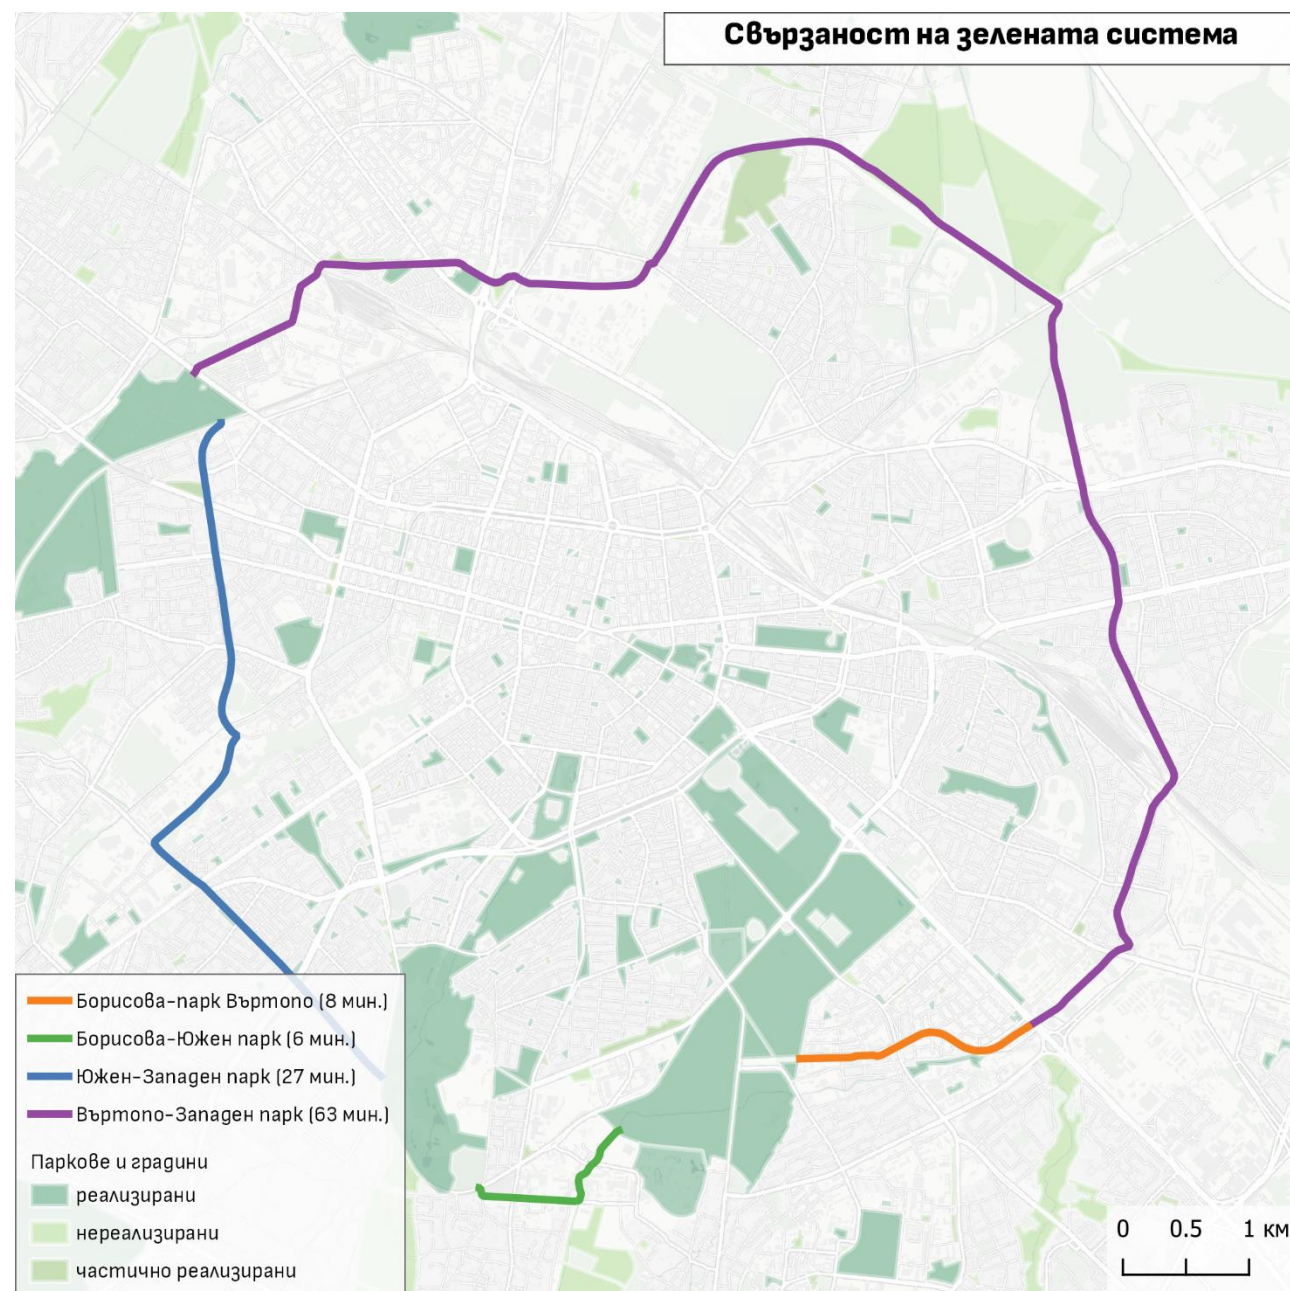 Свързаност на зелената система
Борисова-парк Въртопо (8 мин.)
Борисова-Южен парк (6 мин.)
Южен-Западен парк (27 мин.)
Въртопо-Западен парк (63 мин.)
Паркове и градини
реализирани
нереализирани
частично реализирани
0 0.5 1 км